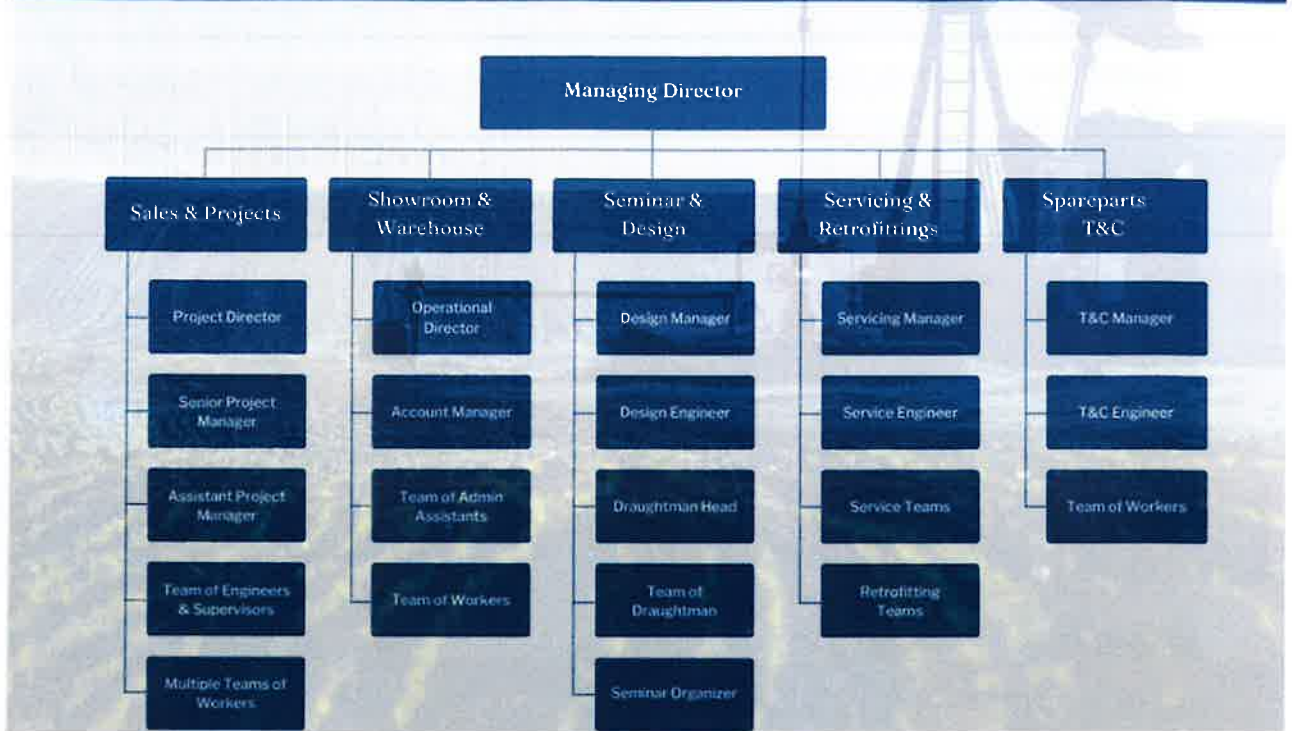 Managing Director
Sales & Projects
Showroom &
Warehouse
Seminar &
Design
Servicing &
Retrofittings
Spareparts
T&C
Project Director
Operational
Director
Design Manager
Servicing Manager
T&C Manager
Senior Project
Manager
Account Manager
Design Engineer
Service Engineer
T&C Engineer
Assistant Project
Manager
Team of Admin
Assistants
Draughtman Head
Service Teams
Team of Workers
Team of Engineers
& Supervisors
Team of Workers
Team of
Draughtman
Retrofitting
Teams
Multiple Teams of
Workers
Seminar Organizer